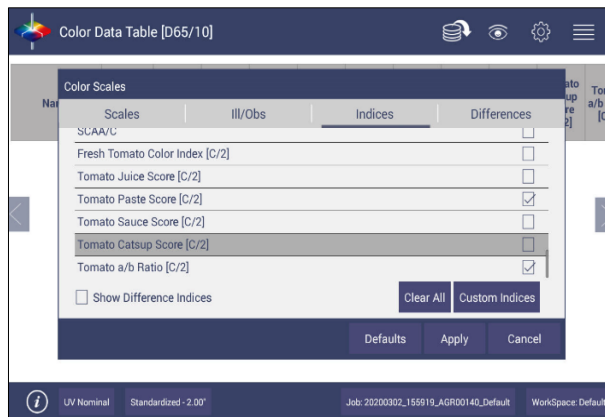 Color Data Table [D65/10]
Color Scales
Scales
Ill/Obs
Indices
Differences
SCAA/C
Fresh Tomato Color Index [C/2]
Tomato Juice Score [C/2]
Tomato Paste Score [C/2]
Tomato Sauce Score [C/2]
Tomato Catsup Score [C/2]
Tomato a/b Ratio [C/2]
Show Difference Indices
Clear All
Custom Indices
Defaults
Apply
Cancel
UV Nominal
Standardized - 2.00"
Job: 20200302_155919_AGR00140_Default
WorkSpace: Default